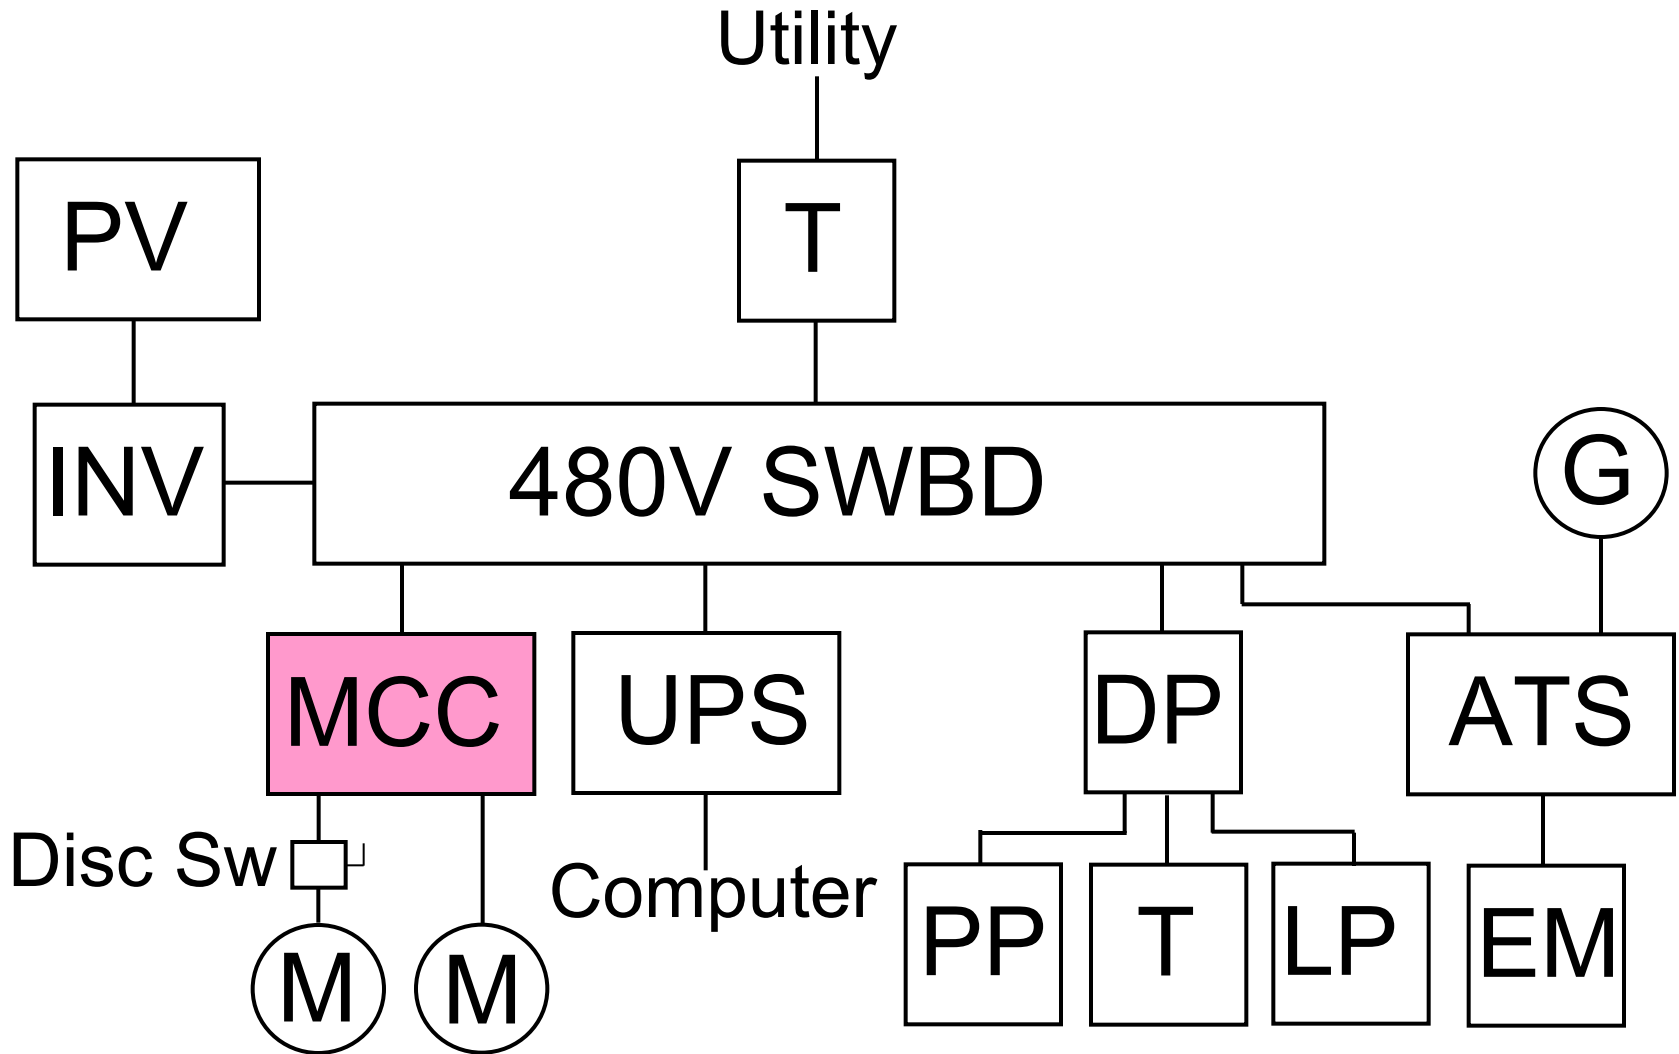 Utility
PV
T
INV
480V SWBD
G
MCC
UPS
DP
ATS
Disc Sw
Computer
PP
T
LP
EM
M
M